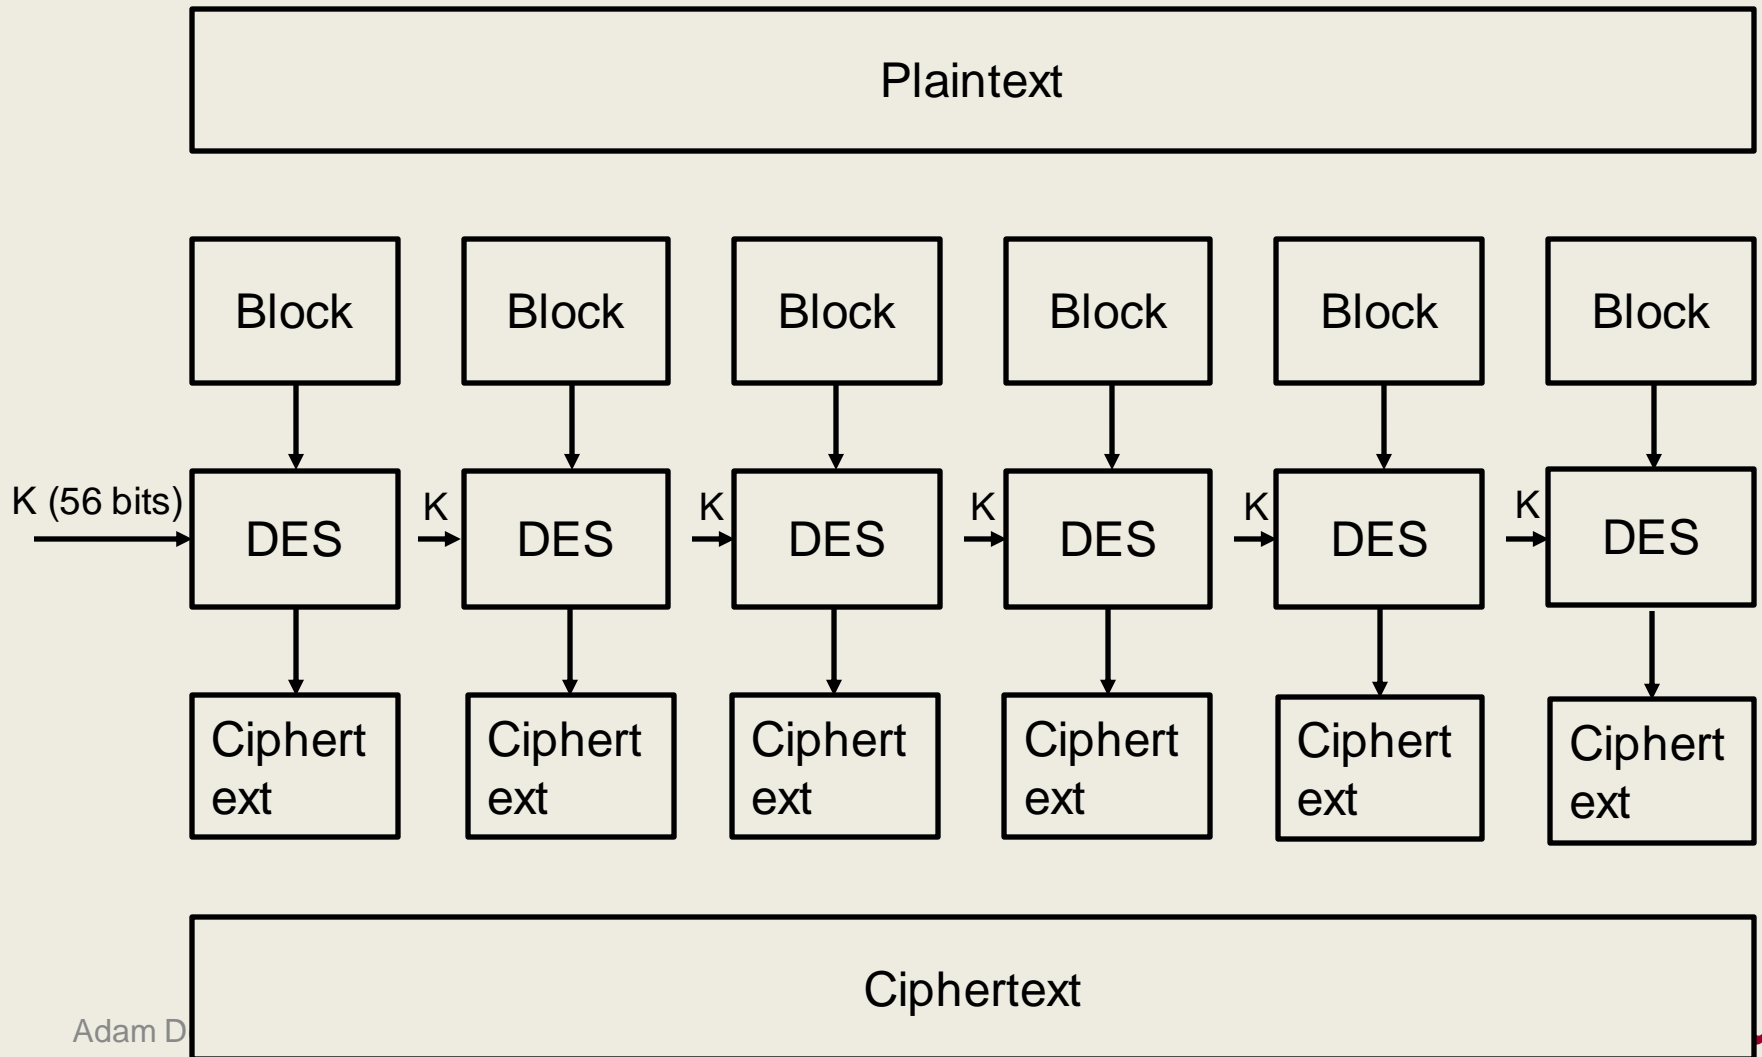 Plaintext
Block Block Block Block Block Block
K (56 bits) K K K K K
DES DES DES DES DES DES
Ciphert Ciphert Ciphert Ciphert Ciphert Ciphert
ext ext ext ext ext ext
Ciphertext
Adam D